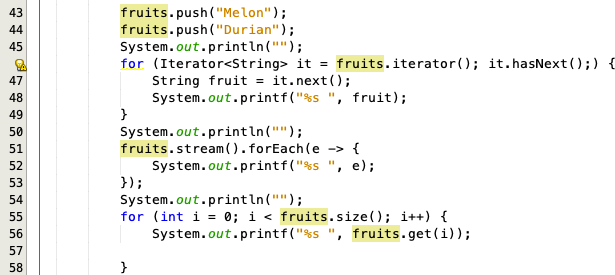 43 fruits.push("Melon");
44 fruits.push("Durian");
45 System.out.println("");
for (Iterator<String> it = fruits.iterator(); it.hasNext();) {
47 String fruit = it.next();
48 System.out.printf("%s ", fruit);
49 }
50 System.out.println("");
51 fruits.stream().forEach(e -> {
52 System.out.printf("%s ", e);
53 });
54 System.out.println("");
55 for (int i = 0; i < fruits.size(); i++) {
56 System.out.printf("%s ", fruits.get(i));
57
58 }